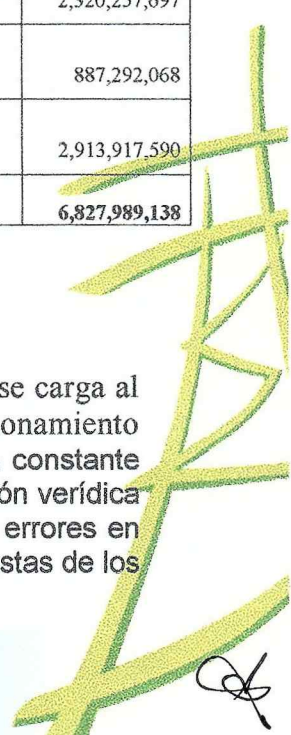 887,292,068
2,913,917,590
6,827,989,138
se carga al
onamiento
constante
ón verídica
errores en
stas de los